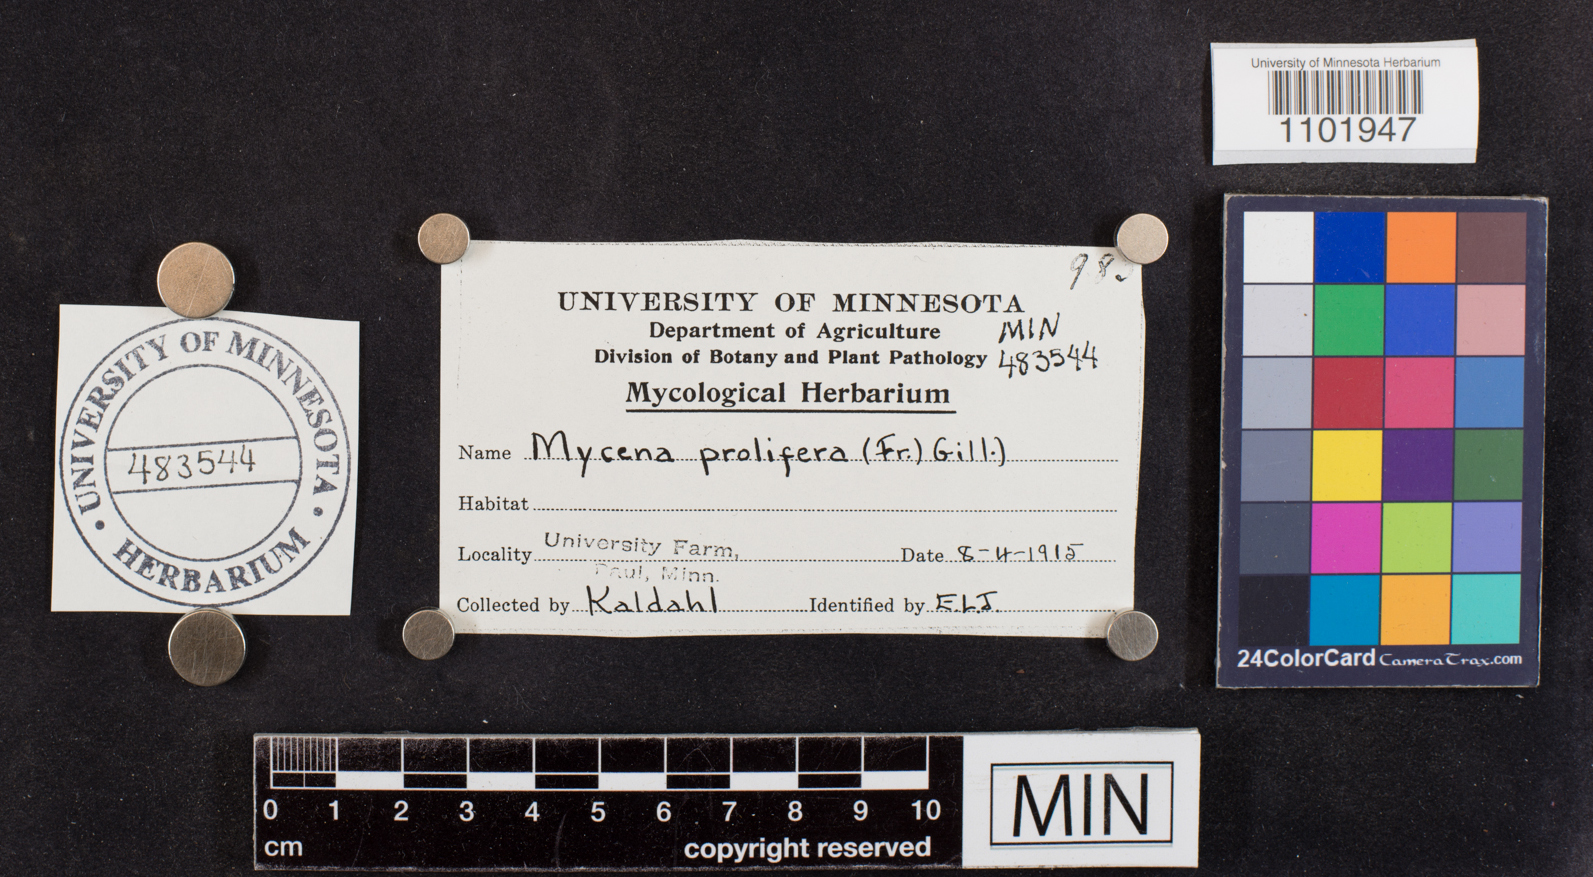 University of Minnesota Herbarium
1101947
UNIVERSITY OF MINNESOTA
HERBARIUM
483544
98
UNIVERSITY OF MINNESOTA
Department of Agriculture MIN
Division of Botany and Plant Pathology 483544
Mycological Herbarium
Name Mycena prolifera (Fr.) Gill.)
Habitat
Locality University Farm, Date 8-4-1915
Paul, Minn.
Collected by Kaldahl Identified by E.L.J.
24ColorCard CameraTrax.com
0 1 2 3 4 5 6 7 8 9 10
cm copyright reserved
MIN